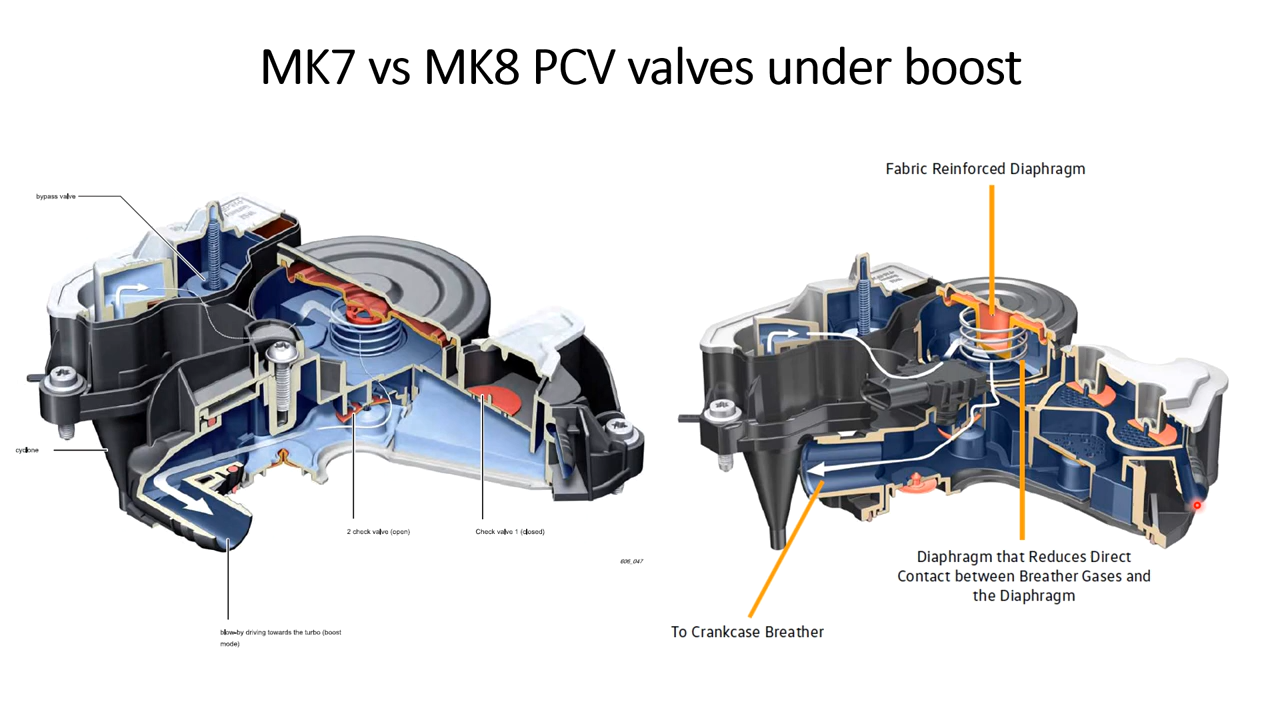 MK7 vs MK8 PCV valves under boost
Fabric Reinforced Diaphragm
bypass valve
cyclone
2 check valve (open)
Check valve 1 (closed)
606_047
blow-by driving towards the turbo (boost
mode)
Diaphragm that Reduces Direct
Contact between Breather Gases and
the Diaphragm
To Crankcase Breather